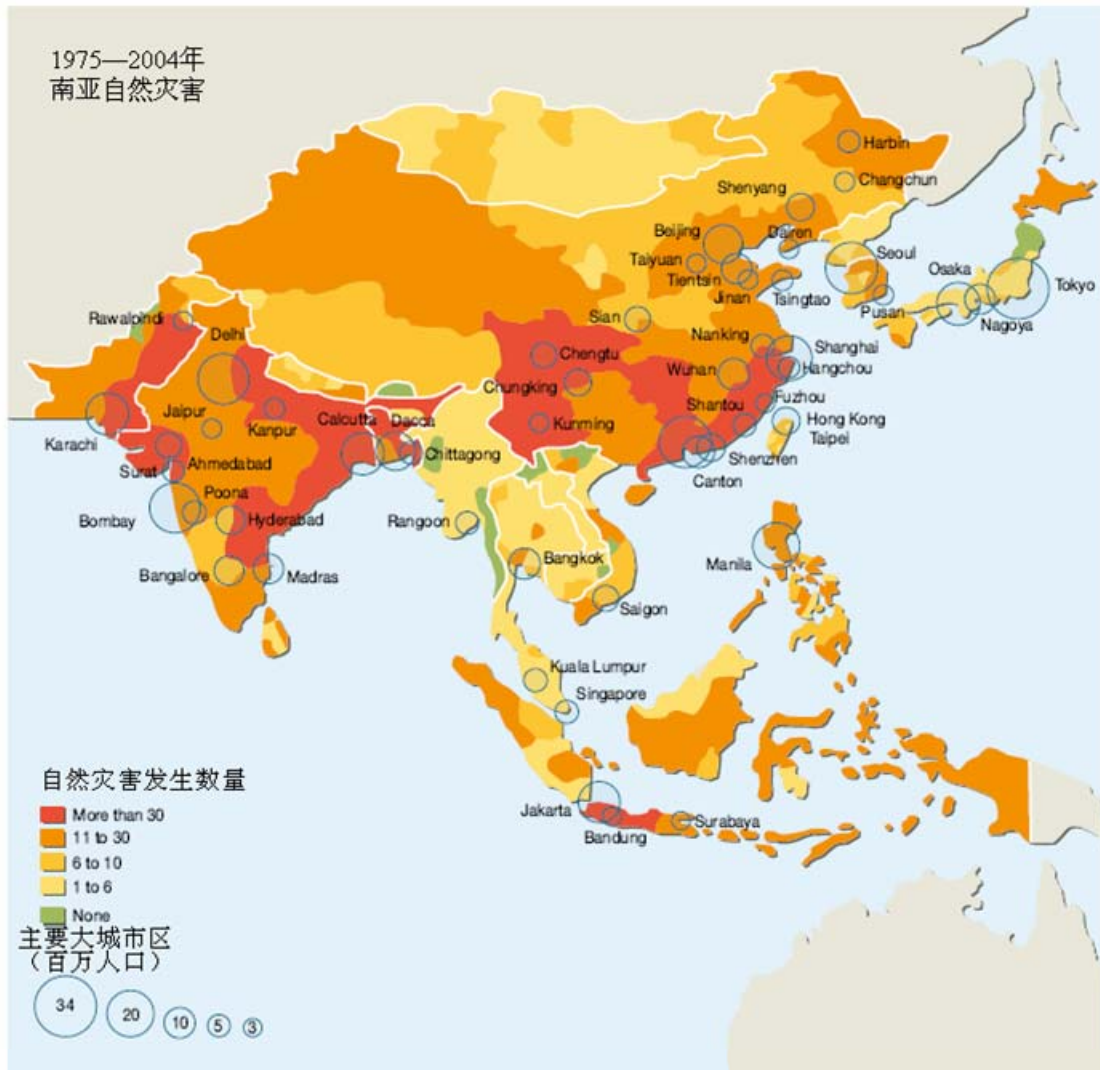 1975—2004年
南亚自然灾害
Harbin
Changchun
Shenyang
Beijing
Dairen
Seoul
Taiyuan
Tientsin
Osaka
Tokyo
Jinan
Tsingtao
Pusan
Nagoya
Rawalpindi
Delhi
Sian
Nanking
Shanghai
Chengtu
Wuhan
Hangchou
Chungking
Jaipur
Fuzhou
Shantou
Kanpur
Calcutta
Dacca
Kunming
Hong Kong
Taipei
Karachi
Chittagong
Surat
Ahmedabad
Shenzhen
Canton
Poona
Bombay
Hyderabad
Rangoon
Bangkok
Manila
Bangalore
Madras
Saigon
Kuala Lumpur
Singapore
Jakarta
Surabaya
Bandung
自然灾害发生数量
More than 30
11 to 30
6 to 10
1 to 6
None
主要大城市区
（百万人口）
34
20
10
5
3